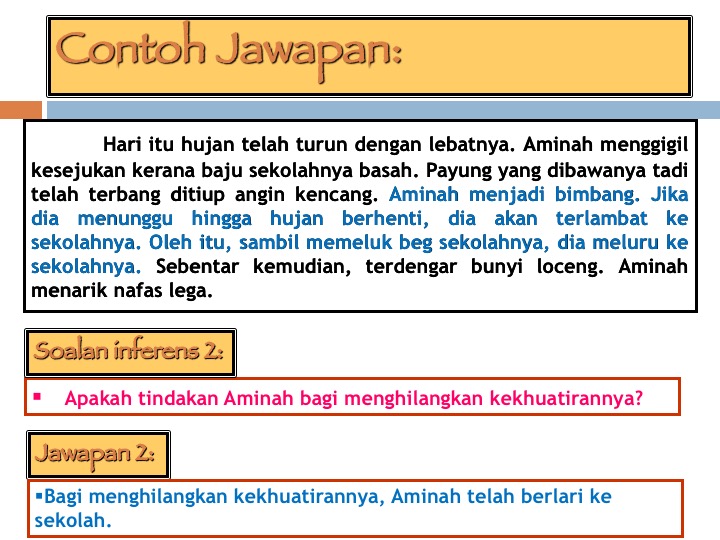 Contoh Jawapan:
Hari itu hujan telah turun dengan lebatnya. Aminah menggigil
kesejukan kerana baju sekolahnya basah. Payung yang dibawanya tadi
telah terbang ditiup angin kencang. Aminah menjadi bimbang. Jika
dia menunggu hingga hujan berhenti, dia akan terlambat ke
sekolahnya. Oleh itu, sambil memeluk beg sekolahnya, dia meluru ke
sekolahnya. Sebentar kemudian, terdengar bunyi loceng. Aminah
menarik nafas lega.
Soalan inferens 2:
▪ Apakah tindakan Aminah bagi menghilangkan kekhuatirannya?
Jawapan 2:
▪Bagi menghilangkan kekhuatirannya, Aminah telah berlari ke
sekolah.